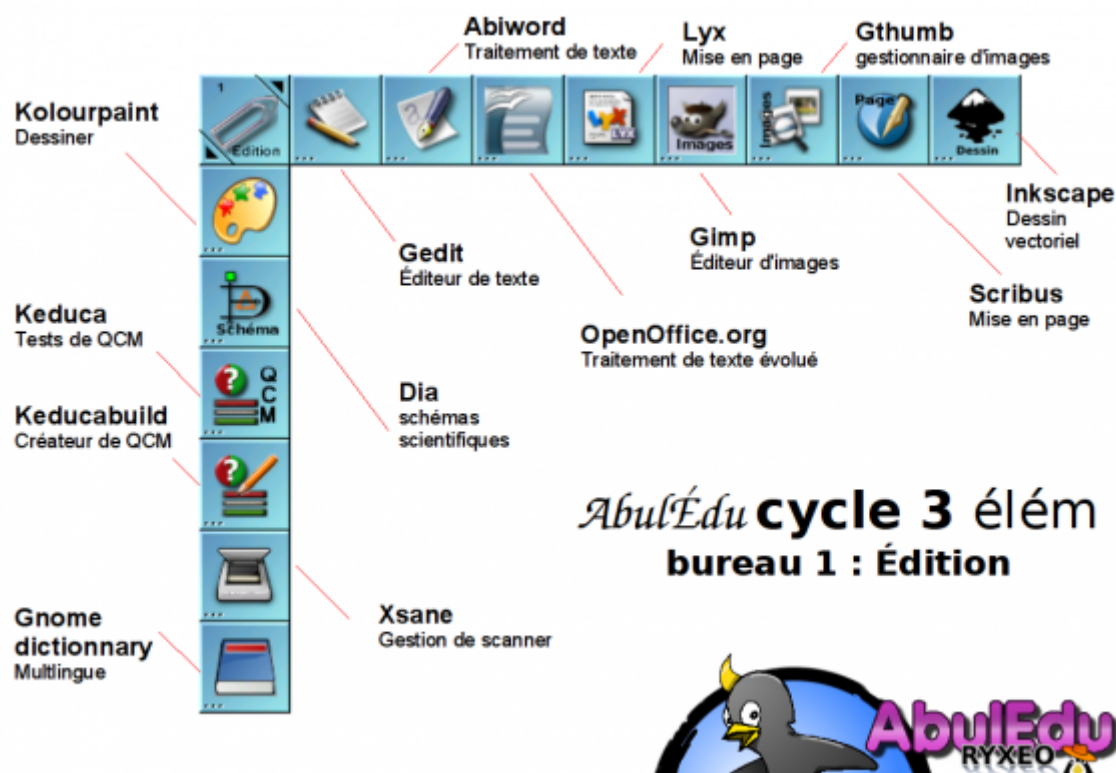 Abiword
Traitement de texte
Lyx
Mise en page
Gthumb
gestionnaire d'images
Kolourpaint
Dessiner
1
Édition
LYX
Images
Images
Page
Dessin
Inkscape
Dessin
vectoriel
Gedit
Éditeur de texte
Gimp
Éditeur d'images
Scribus
Mise en page
Schéma
Keduca
Tests de QCM
OpenOffice.org
Traitement de texte évolué
QCM
Dia
schémas
scientifiques
Keducabuild
Créateur de QCM
AbulÉdu cycle 3 élém
bureau 1 : Édition
Xsane
Gestion de scanner
Gnome
dictionnary
Multlingue
AbulEdu
RYXEO